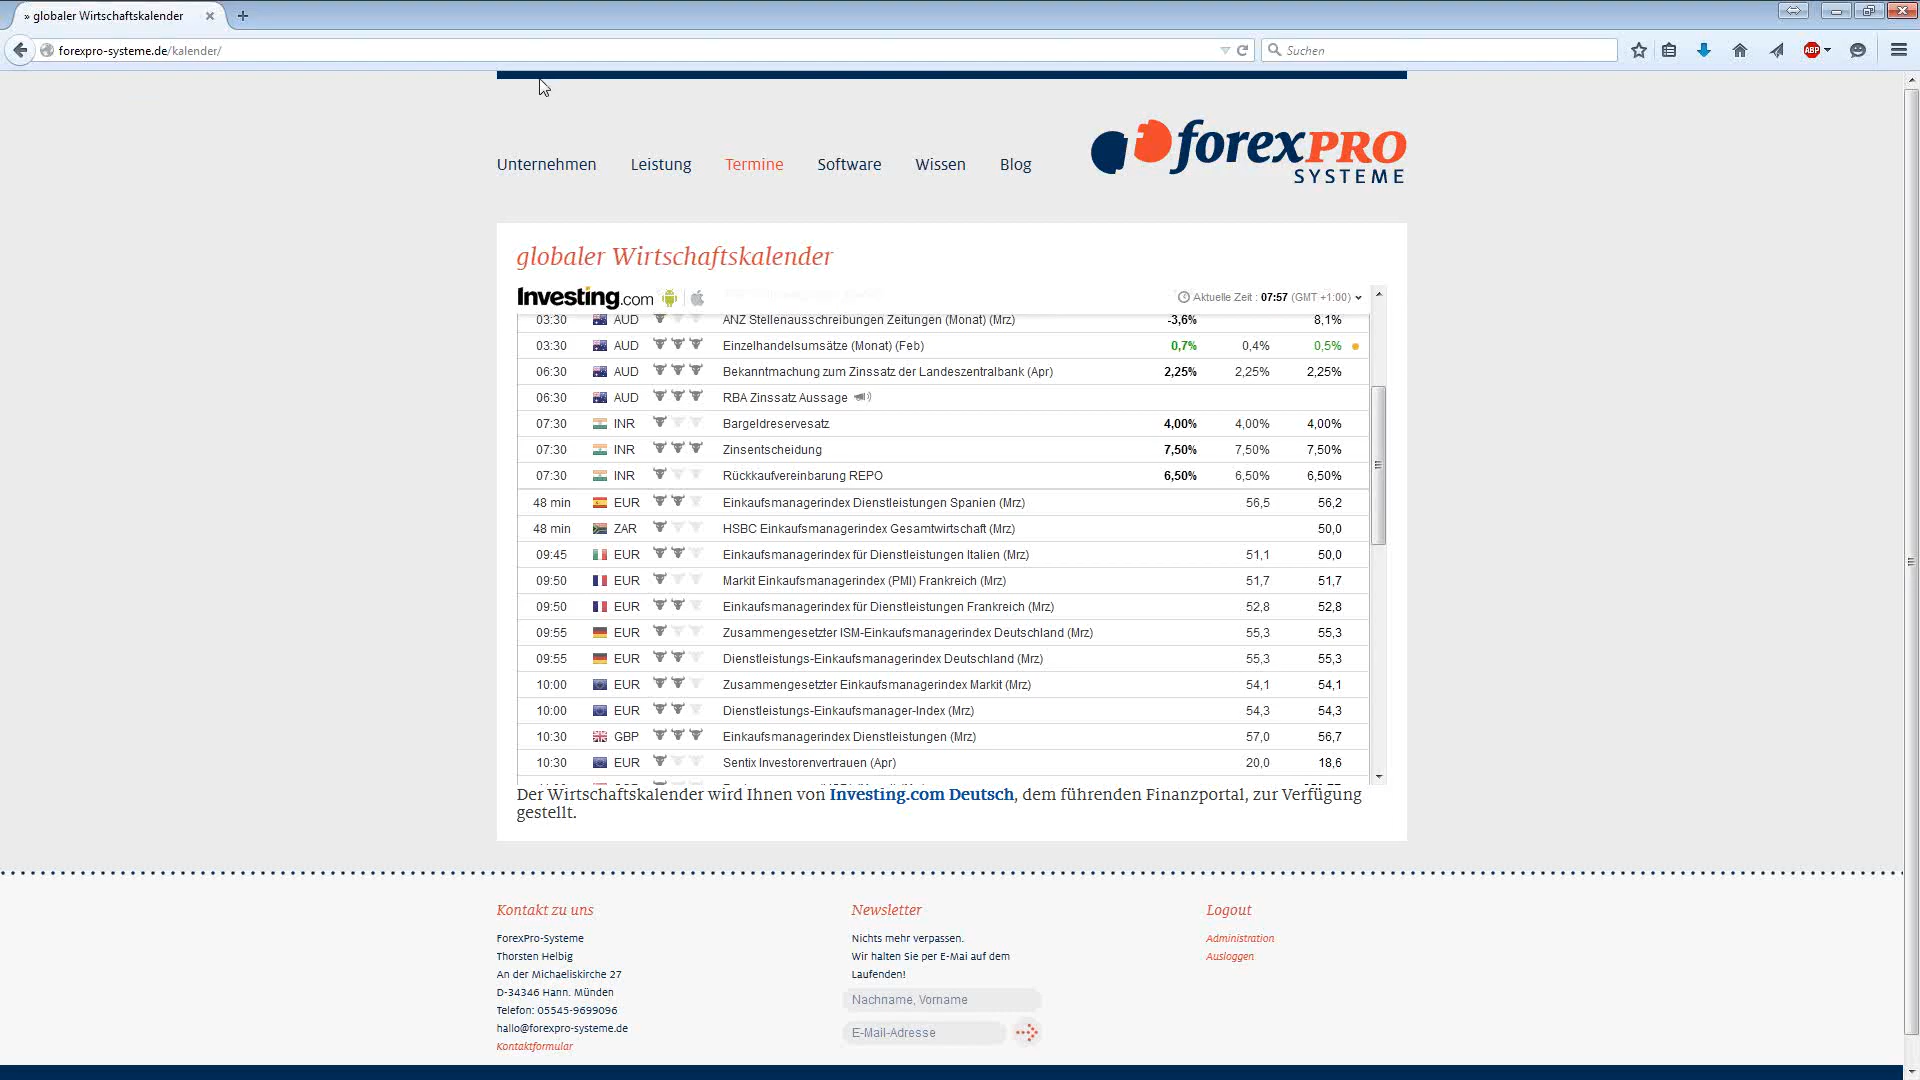 » globaler Wirtschaftskalender
forexpro-systeme.de/kalender/
Suchen
ABP
Unternehmen Leistung Termine Software Wissen Blog
forexPRO
SYSTEME
globaler Wirtschaftskalender
Investing.com Aktuelle Zeit : 07:57 (GMT +1:00)
03:30 AUD ANZ Stellenausschreibungen Zeitungen (Monat) (Mrz) -3,6% 8,1%
03:30 AUD Einzelhandelsumsätze (Monat) (Feb) 0,7% 0,4% 0,5%
06:30 AUD Bekanntmachung zum Zinssatz der Landeszentralbank (Apr) 2,25% 2,25% 2,25%
06:30 AUD RBA Zinssatz Aussage
07:30 INR Bargeldreservesatz 4,00% 4,00% 4,00%
07:30 INR Zinsentscheidung 7,50% 7,50% 7,50%
07:30 INR Rückkaufvereinbarung REPO 6,50% 6,50% 6,50%
48 min EUR Einkaufsmanagerindex Dienstleistungen Spanien (Mrz) 56,5 56,2
48 min ZAR HSBC Einkaufsmanagerindex Gesamtwirtschaft (Mrz) 50,0
09:45 EUR Einkaufsmanagerindex für Dienstleistungen Italien (Mrz) 51,1 50,0
09:50 EUR Markit Einkaufsmanagerindex (PMI) Frankreich (Mrz) 51,7 51,7
09:50 EUR Einkaufsmanagerindex für Dienstleistungen Frankreich (Mrz) 52,8 52,8
09:55 EUR Zusammengesetzter ISM-Einkaufsmanagerindex Deutschland (Mrz) 55,3 55,3
09:55 EUR Dienstleistungs-Einkaufsmanagerindex Deutschland (Mrz) 55,3 55,3
10:00 EUR Zusammengesetzter Einkaufsmanagerindex Markit (Mrz) 54,1 54,1
10:00 EUR Dienstleistungs-Einkaufsmanager-Index (Mrz) 54,3 54,3
10:30 GBP Einkaufsmanagerindex Dienstleistungen (Mrz) 57,0 56,7
10:30 EUR Sentix Investorenvertrauen (Apr) 20,0 18,6
Der Wirtschaftskalender wird Ihnen von Investing.com Deutsch, dem führenden Finanzportal, zur Verfügung
gestellt.
Kontakt zu uns
ForexPro-Systeme
Thorsten Helbig
An der Michaeliskirche 27
D-34346 Hann. Münden
Telefon: 05545-9699096
hallo@forexpro-systeme.de
Kontaktformular
Newsletter
Nichts mehr verpassen.
Wir halten Sie per E-Mai auf dem
Laufenden!
Nachname, Vorname
E-Mail-Adresse
Logout
Administration
Ausloggen